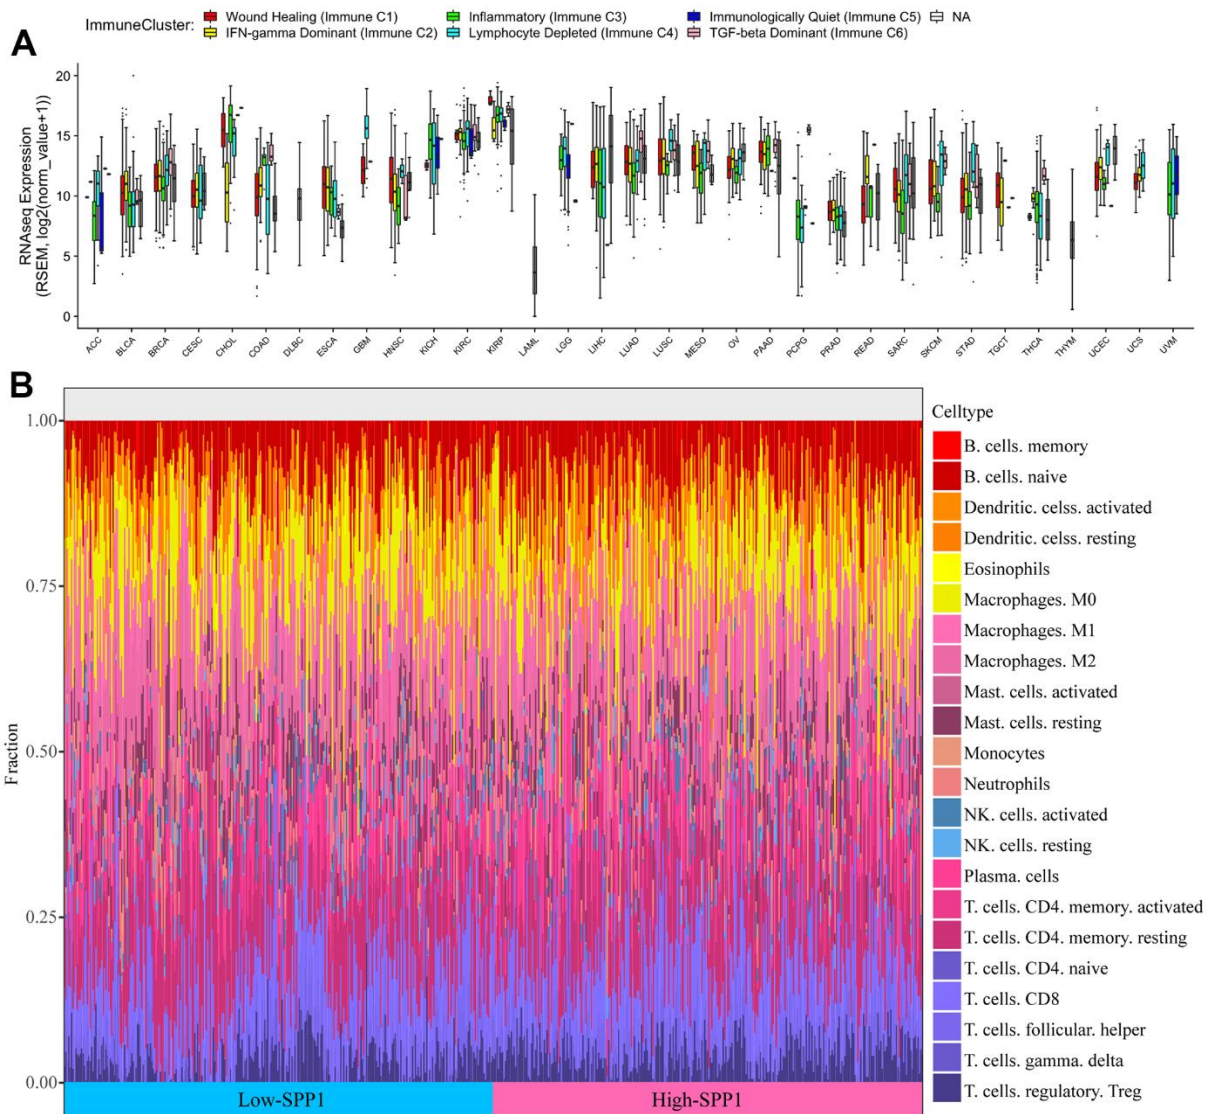 ImmuneCluster:
Wound Healing (Immune C1)
Inflammatory (Immune C3)
Immunologically Quiet (Immune C5)
NA
IFN-gamma Dominant (Immune C2)
Lymphocyte Depleted (Immune C4)
TGF-beta Dominant (Immune C6)
A
RNAseq Expression
(RSEM, log2(norm_value+1))
20
15
10
5
0
ACC
BLCA
BRCA
CESC
CHOL
COAD
DLBC
ESCA
GBM
HNSC
KICH
KIRC
KIRP
LAML
LGG
LIHC
LUAD
LUSC
MESO
OV
PAAD
PCPG
PRAD
READ
SARC
SKCM
STAD
TGCT
THCA
THYM
UCEC
UCS
UVM
B
Fraction
1.00
0.75
0.50
0.25
0.00
Low-SPP1
High-SPP1
Celltype
B. cells. memory
B. cells. naive
Dendritic. celss. activated
Dendritic. celss. resting
Eosinophils
Macrophages. M0
Macrophages. M1
Macrophages. M2
Mast. cells. activated
Mast. cells. resting
Monocytes
Neutrophils
NK. cells. activated
NK. cells. resting
Plasma. cells
T. cells. CD4. memory. activated
T. cells. CD4. memory. resting
T. cells. CD4. naive
T. cells. CD8
T. cells. follicular. helper
T. cells. gamma. delta
T. cells. regulatory. Treg